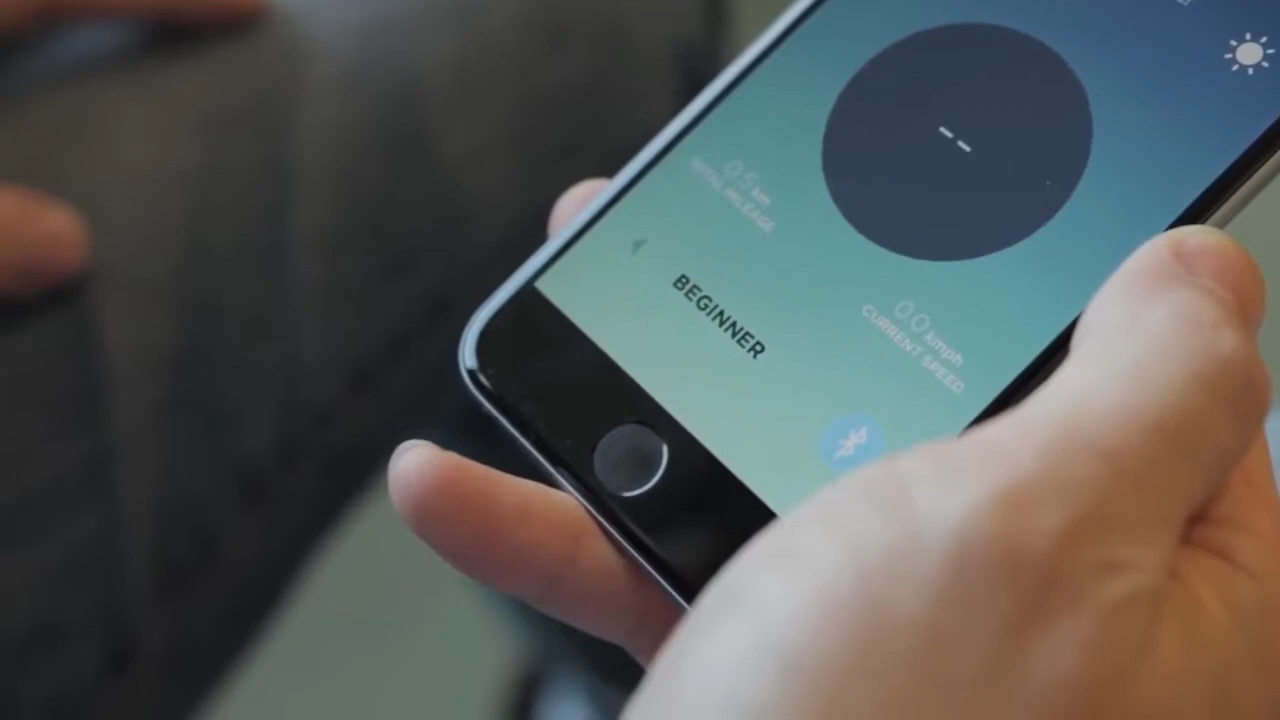 --
0.5 km
TOTAL MILEAGE
BEGINNER
0.0 kmph
CURRENT SPEED